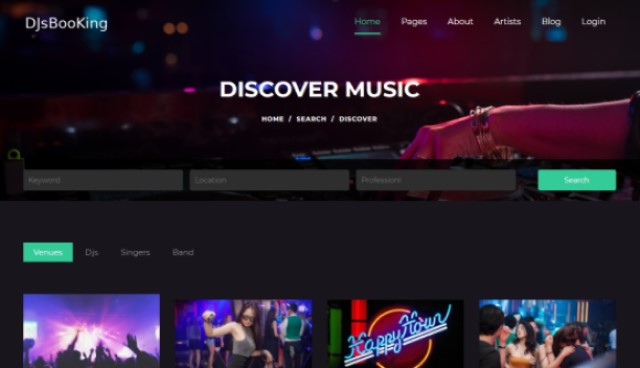 DJsBooKing
Home Pages About Artists Blog Login
DISCOVER MUSIC
HOME / SEARCH / DISCOVER
Keyword Location Professionl Search
Venues Djs Singers Band
Happy Hour